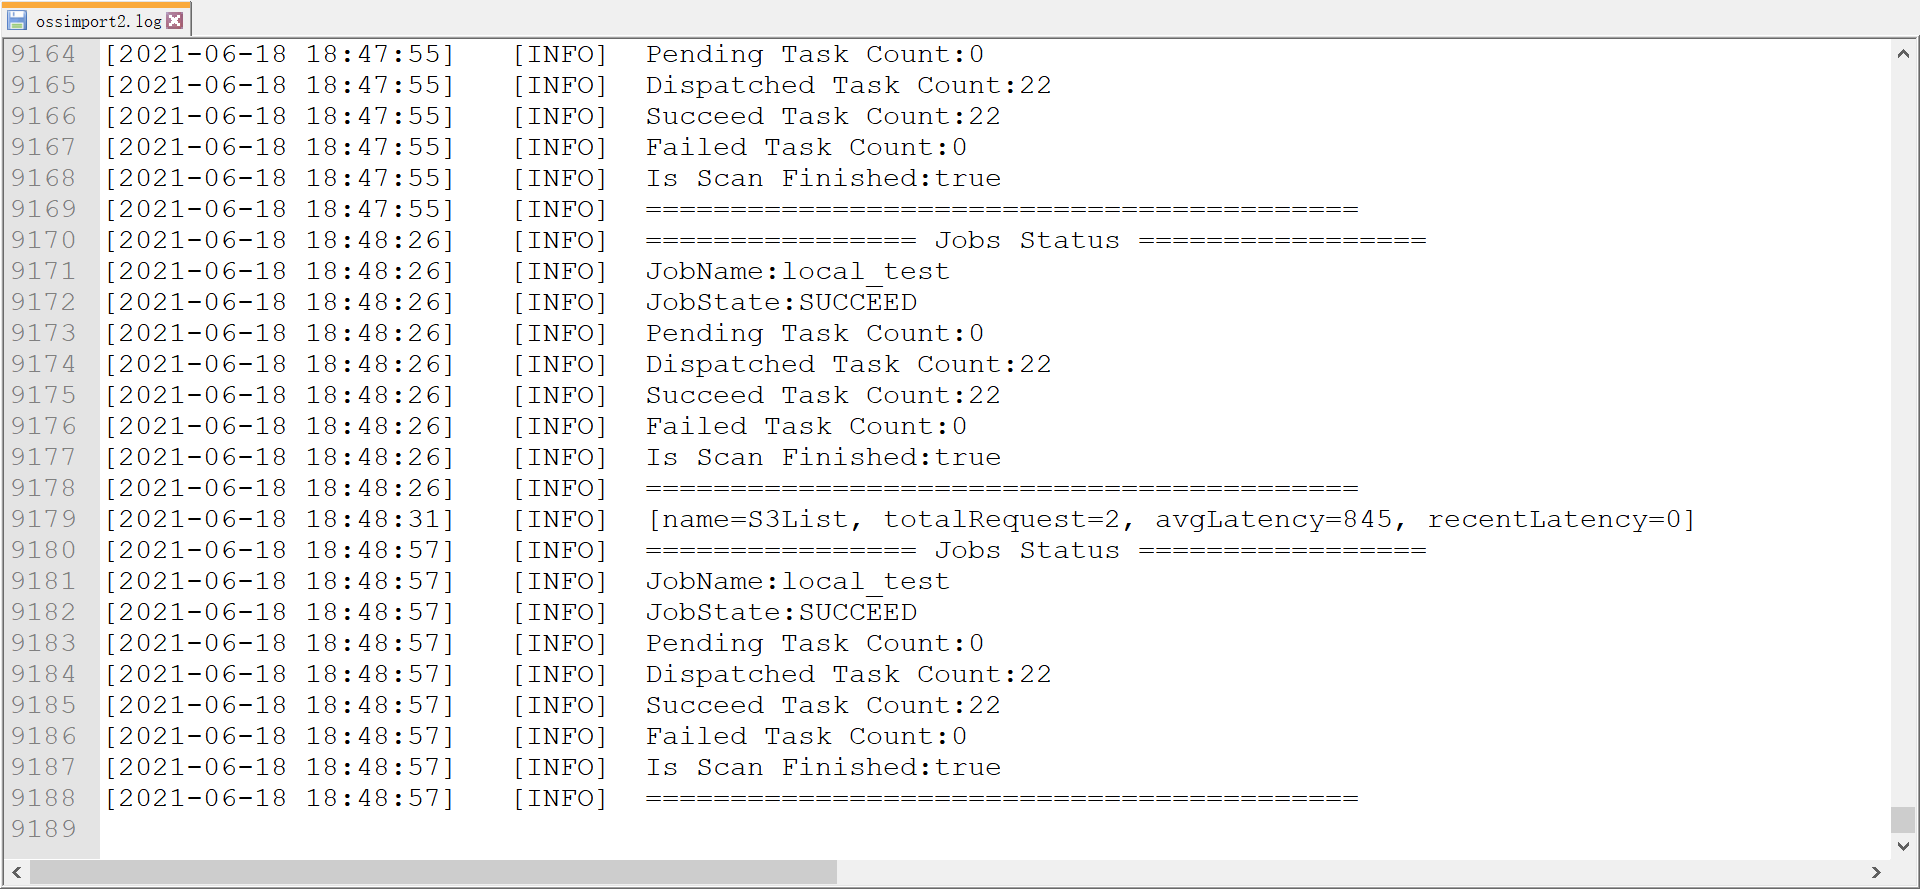 ossimport2.log
9164 [2021-06-18 18:47:55] [INFO] Pending Task Count:0
9165 [2021-06-18 18:47:55] [INFO] Dispatched Task Count:22
9166 [2021-06-18 18:47:55] [INFO] Succeed Task Count:22
9167 [2021-06-18 18:47:55] [INFO] Failed Task Count:0
9168 [2021-06-18 18:47:55] [INFO] Is Scan Finished:true
9169 [2021-06-18 18:47:55] [INFO] ==========================================
9170 [2021-06-18 18:48:26] [INFO] ================ Jobs Status =================
9171 [2021-06-18 18:48:26] [INFO] JobName:local_test
9172 [2021-06-18 18:48:26] [INFO] JobState:SUCCEED
9173 [2021-06-18 18:48:26] [INFO] Pending Task Count:0
9174 [2021-06-18 18:48:26] [INFO] Dispatched Task Count:22
9175 [2021-06-18 18:48:26] [INFO] Succeed Task Count:22
9176 [2021-06-18 18:48:26] [INFO] Failed Task Count:0
9177 [2021-06-18 18:48:26] [INFO] Is Scan Finished:true
9178 [2021-06-18 18:48:26] [INFO] ==========================================
9179 [2021-06-18 18:48:31] [INFO] [name=S3List, totalRequest=2, avgLatency=845, recentLatency=0]
9180 [2021-06-18 18:48:57] [INFO] ================ Jobs Status =================
9181 [2021-06-18 18:48:57] [INFO] JobName:local_test
9182 [2021-06-18 18:48:57] [INFO] JobState:SUCCEED
9183 [2021-06-18 18:48:57] [INFO] Pending Task Count:0
9184 [2021-06-18 18:48:57] [INFO] Dispatched Task Count:22
9185 [2021-06-18 18:48:57] [INFO] Succeed Task Count:22
9186 [2021-06-18 18:48:57] [INFO] Failed Task Count:0
9187 [2021-06-18 18:48:57] [INFO] Is Scan Finished:true
9188 [2021-06-18 18:48:57] [INFO] ==========================================
9189